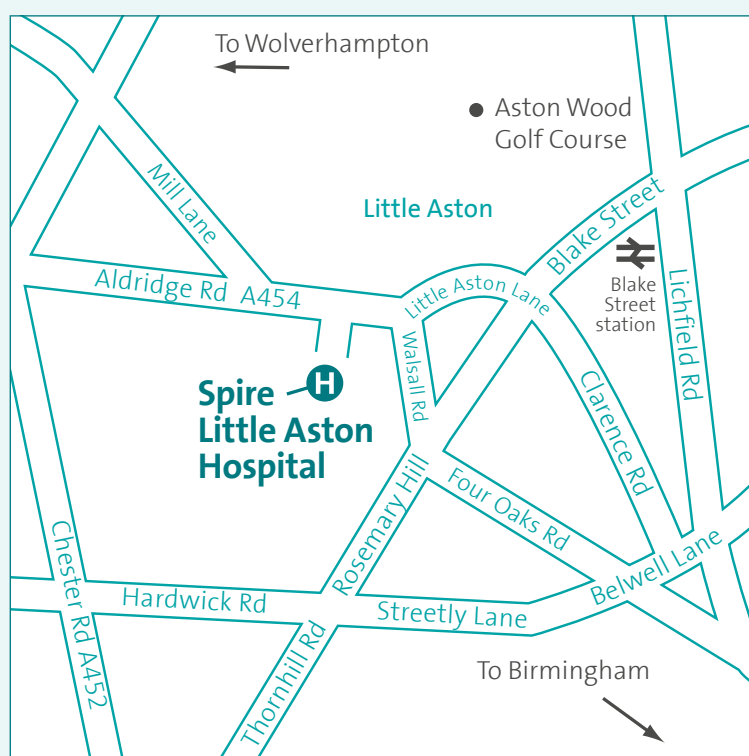 To Wolverhampton
Aston Wood
Golf Course
Mill Lane
Little Aston
Blake Street
Aldridge Rd A454
Little Aston Lane
Blake
Street
station
Lichfield Rd
Walsall Rd
Spire
Little Aston
Hospital
H
Clarence Rd
Rosemary Hill
Four Oaks Rd
Chester Rd A452
Hardwick Rd
Streetly Lane
Belwell Lane
Thornhill Rd
To Birmingham